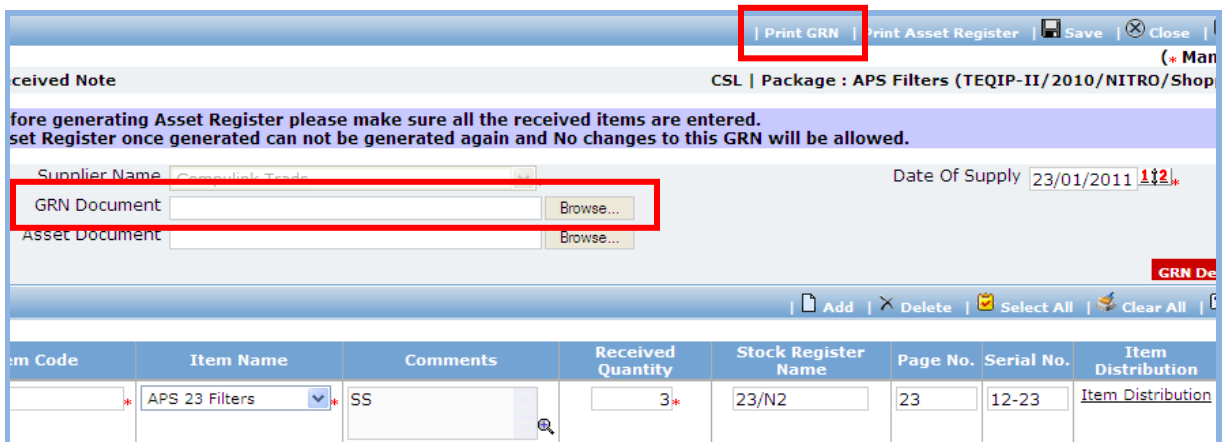 | Print GRN | Print Asset Register | Save | Close |
(* Man
ceived Note CSL | Package : APS Filters (TEQIP-II/2010/NITRO/Shop
fore generating Asset Register please make sure all the received items are entered.
set Register once generated can not be generated again and No changes to this GRN will be allowed.
Supplier Name Compulink Trads Date Of Supply 23/01/2011 *
GRN Document Browse...
Asset Document Browse...
GRN De
| Add | Delete | Select All | Clear All |
em Code Item Name Comments Received Quantity Stock Register Name Page No. Serial No. Item Distribution
* APS 23 Filters * SS 3* 23/N2 23 12-23 Item Distribution